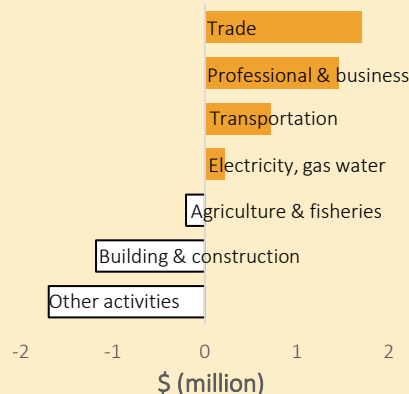 Trade
Professional & business
Transportation
Electricity, gas water
Agriculture & fisheries
Building & construction
Other activities
-2 -1 0 1 2
$ (million)